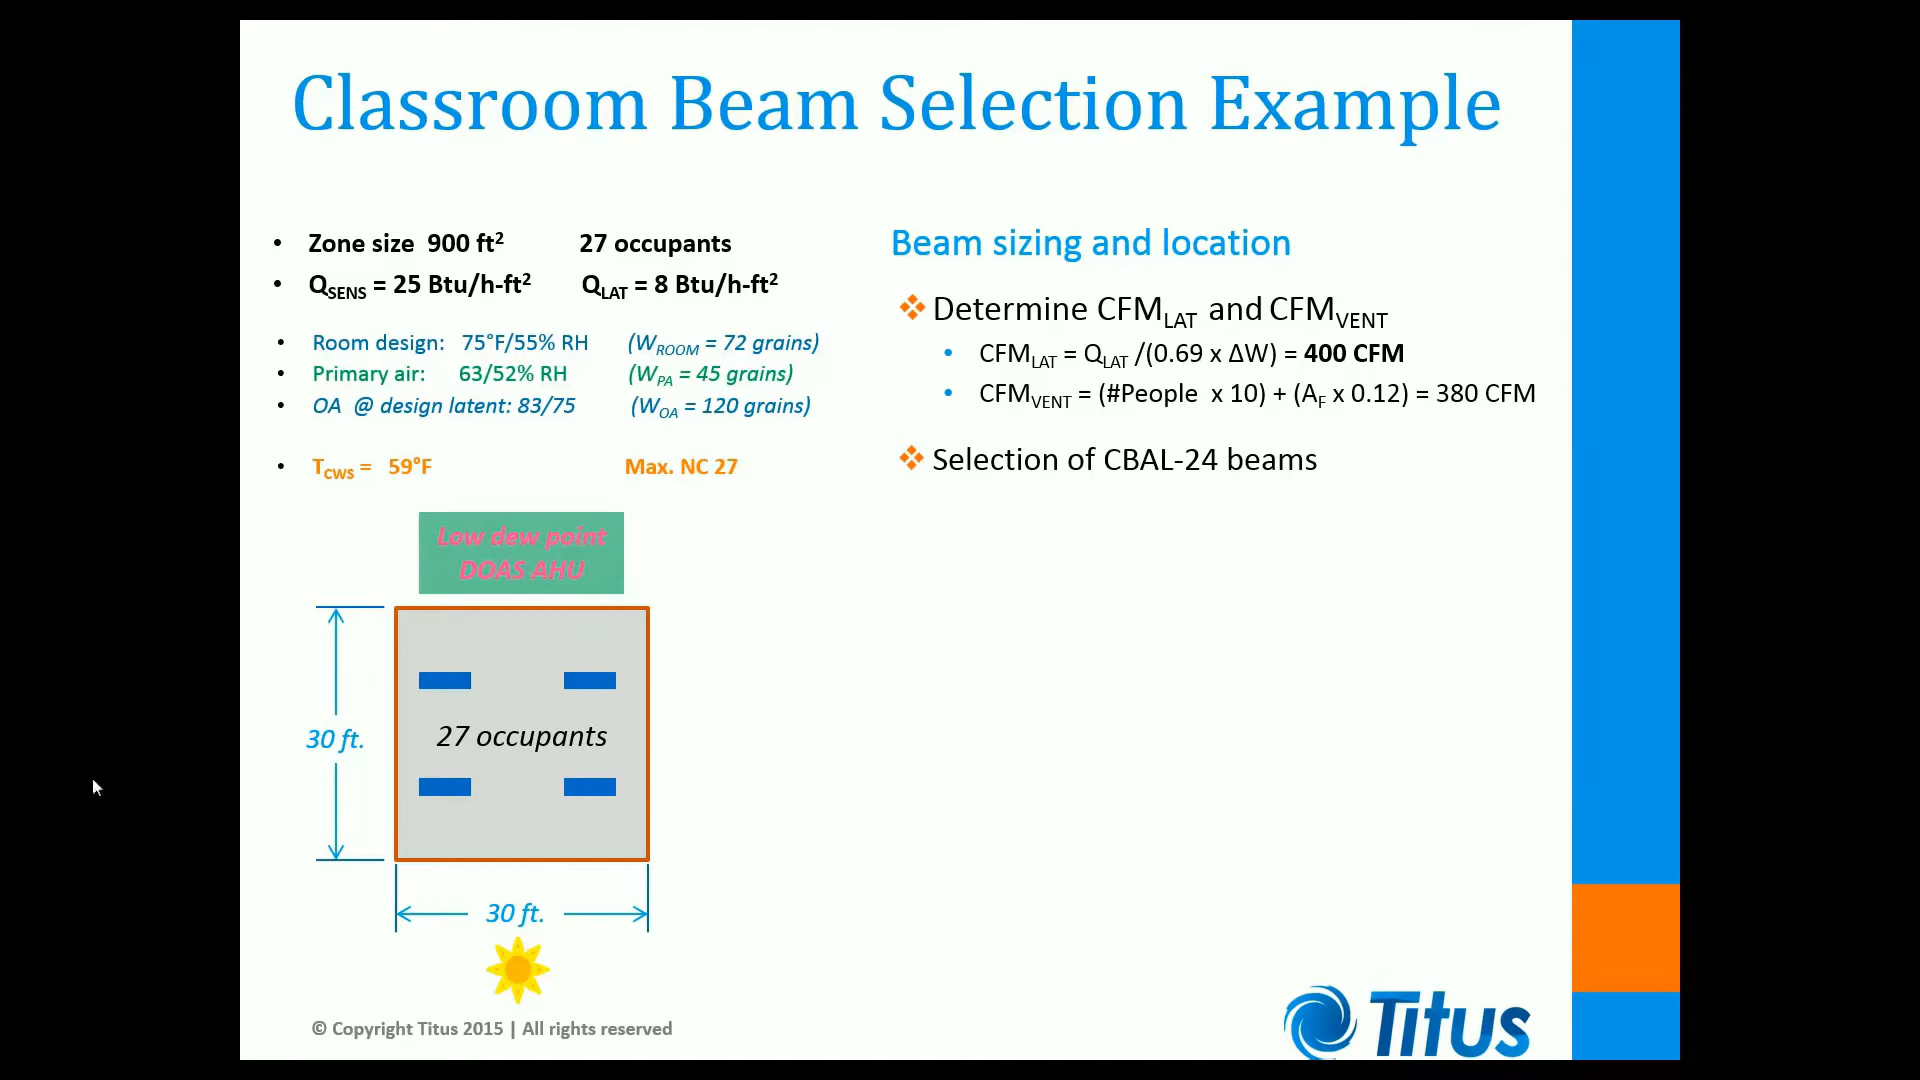 Classroom Beam Selection Example
• Zone size 900 ft² 27 occupants
• QSENS = 25 Btu/h-ft² QLAT = 8 Btu/h-ft²
• Room design: 75°F/55% RH (WROOM = 72 grains)
• Primary air: 63/52% RH (WPA = 45 grains)
• OA @ design latent: 83/75 (WOA = 120 grains)
• TCWS = 59°F Max. NC 27
Low dew point
DOAS AHU
30 ft.
27 occupants
30 ft.
Beam sizing and location
❖ Determine CFMLAT and CFMVENT
• CFMLAT = QLAT /(0.69 x ΔW) = 400 CFM
• CFMVENT = (#People x 10) + (AF x 0.12) = 380 CFM
❖ Selection of CBAL-24 beams
© Copyright Titus 2015 | All rights reserved
Titus